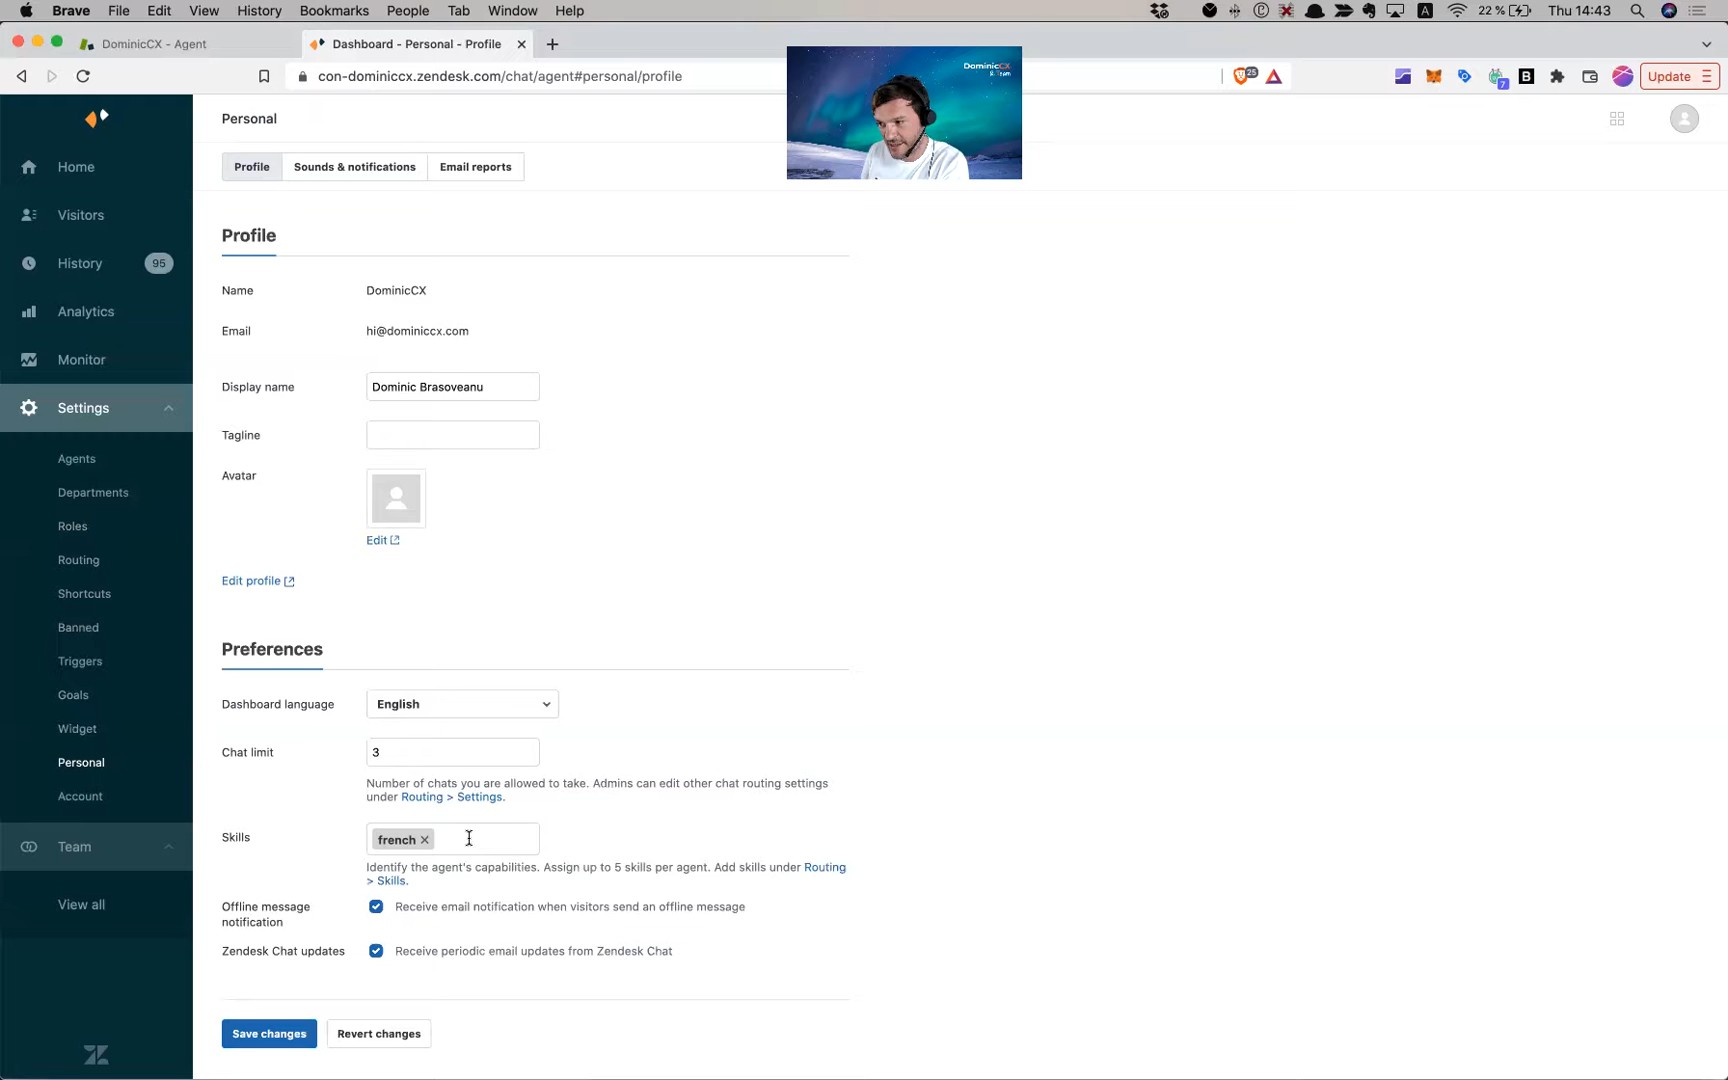 Brave File Edit View History Bookmarks People Tab Window Help
22 % Thu 14:43
DominicCX - Agent
Dashboard - Personal - Profile
con-dominiccx.zendesk.com/chat/agent#personal/profile
25
7
B
Update
DominicCX
& Team
Home
Visitors
History 95
Analytics
Monitor
Settings
Agents
Departments
Roles
Routing
Shortcuts
Banned
Triggers
Goals
Widget
Personal
Account
Team
View all
Personal
Profile Sounds & notifications Email reports
Profile
Name DominicCX
Email hi@dominiccx.com
Display name Dominic Brasoveanu
Tagline
Avatar
Edit
Edit profile
Preferences
Dashboard language English
Chat limit 3
Number of chats you are allowed to take. Admins can edit other chat routing settings
under Routing > Settings.
Skills french
Identify the agent's capabilities. Assign up to 5 skills per agent. Add skills under Routing
> Skills.
Offline message
notification
Receive email notification when visitors send an offline message
Zendesk Chat updates Receive periodic email updates from Zendesk Chat
Save changes Revert changes